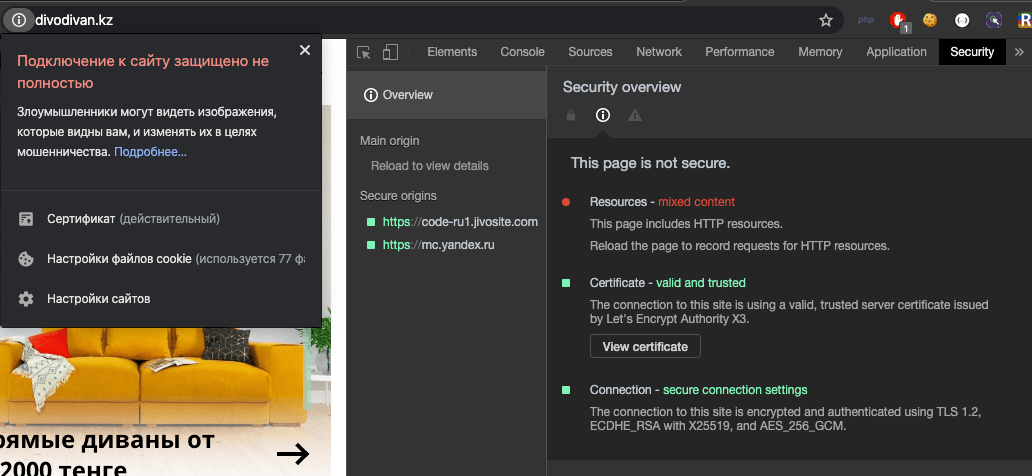 divodivan.kz
php
1
Подключение к сайту защищено не
полностью
Злоумышленники могут видеть изображения,
которые видны вам, и изменять их в целях
мошенничества. Подробнее...
Сертификат (действительный)
Настройки файлов cookie (используется 77 фа
Настройки сайтов
рямые диваны от
2000 тенге
Elements Console Sources Network Performance Memory Application Security »
Overview
Main origin
Reload to view details
Secure origins
https://code-ru1.jivosite.com
https://mc.yandex.ru
Security overview
This page is not secure.
Resources - mixed content
This page includes HTTP resources.
Reload the page to record requests for HTTP resources.
Certificate - valid and trusted
The connection to this site is using a valid, trusted server certificate issued
by Let's Encrypt Authority X3.
View certificate
Connection - secure connection settings
The connection to this site is encrypted and authenticated using TLS 1.2,
ECDHE_RSA with X25519, and AES_256_GCM.